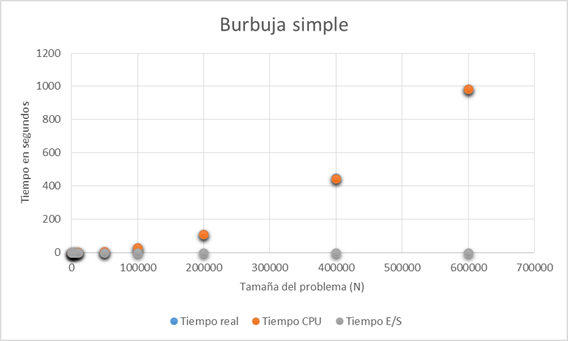 Burbuja simple
Tiempo en segundos
1200
1000
800
600
400
200
0
0 100000 200000 300000 400000 500000 600000 700000
Tamaña del problema (N)
Tiempo real Tiempo CPU Tiempo E/S